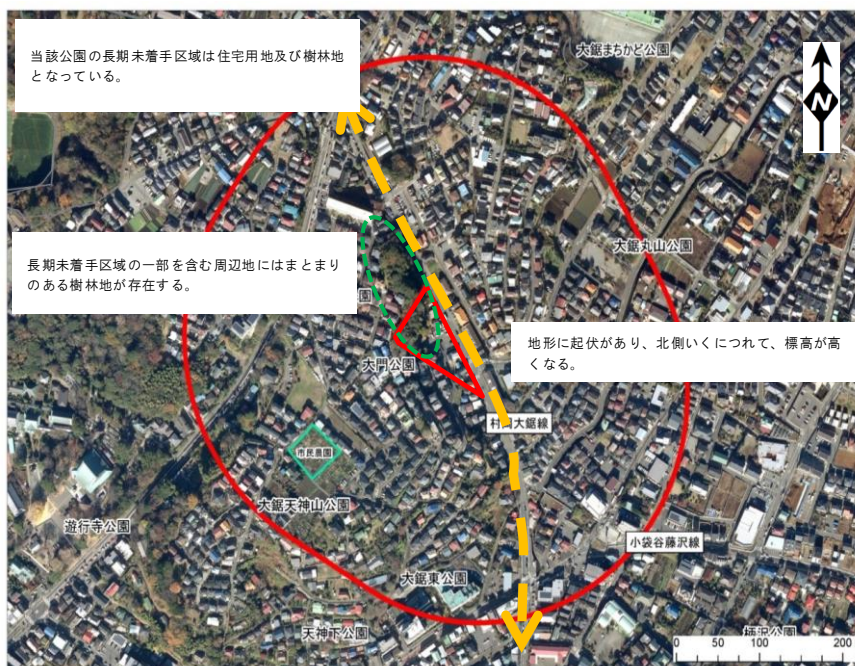 当該公園の長期未着手区域は住宅用地及び樹林地
となっている。
大鋸まちかど公園
N
大鋸丸山公園
長期未着手区域の一部を含む周辺地にはまとまり
のある樹林地が存在する。
園
地形に起伏があり、北側いくにつれて、標高が高
くなる。
大門公園
村 大鋸線
市民農園
大鋸天神山公園
遊行寺公園
小袋谷藤沢線
大鋸東公園
天神下公園
柄沢公園
0 50 100 200